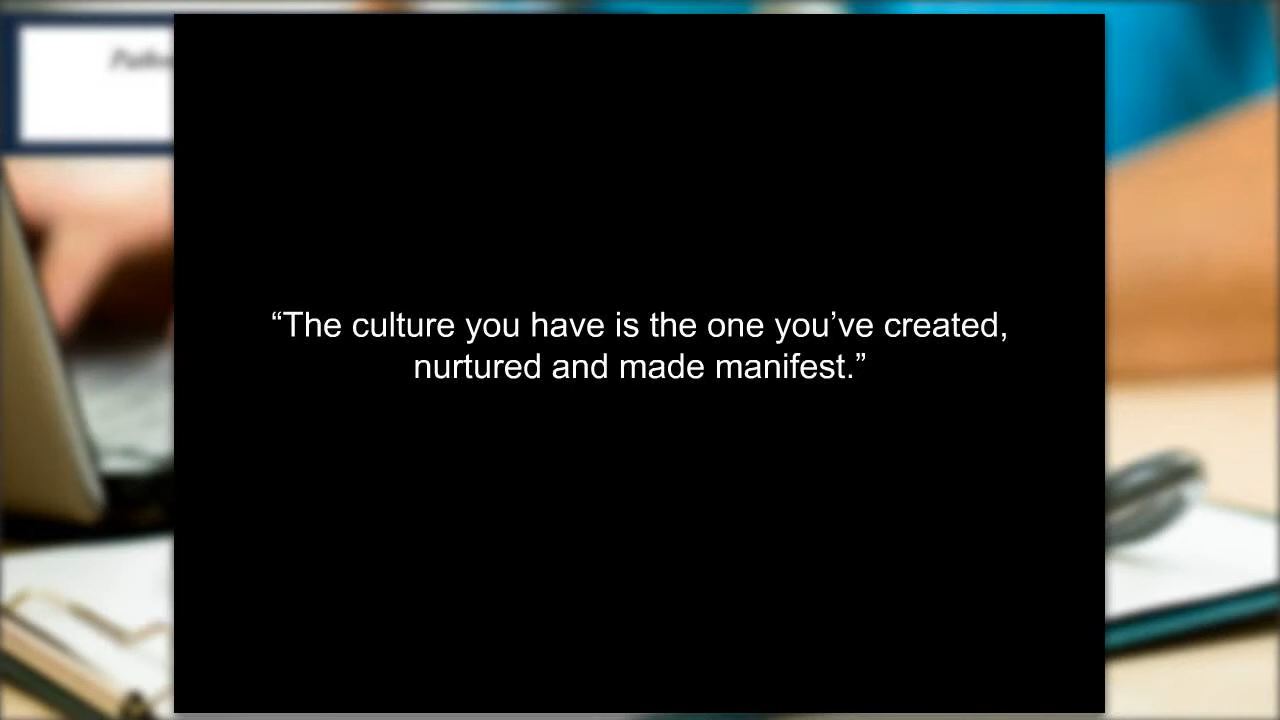 “The culture you have is the one you’ve created,
nurtured and made manifest.”